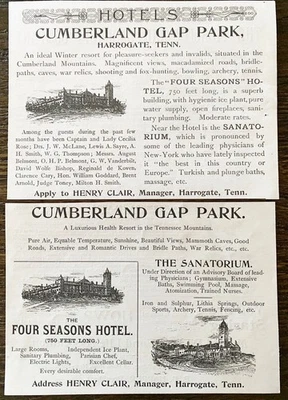 HOTELS
CUMBERLAND GAP PARK,
HARROGATE, TENN.
An ideal Winter resort for pleasure-seekers and invalids, situated in the
Cumberland Mountains. Magnificent views, macadamized roads, bridle-
paths, caves, war relics, shooting and fox-hunting, bowling, archery, tennis.
The "FOUR SEASONS" HO-
TEL, 750 feet long, is a superb
building, with hygienic ice plant, pure
water supply, open fireplaces, sani-
tary plumbing. Moderate rates.
Near the Hotel is the SANATO-
RIUM, which is pronounced by
some of the leading physicians of
New-York who have lately inspected
it "the best in this country or
Europe." Turkish and plunge baths,
massage, etc.
Among the guests during the past few
months have been Captain and Lady Cecilia
Rose; Drs. J. W. McLane, Lewis A. Sayre, A.
H. Smith, W. G. Thompson; Messrs. August
Belmont, O. H. P. Belmont, G. W. Vanderbilt,
David Wolfe Bishop, Reginald de Koven,
Clarence Cary, Hon. William Goddard, Brent
Arnold, Judge Toney, Milton H. Smith.
Apply to HENRY CLAIR, Manager, Harrogate, Tenn.
CUMBERLAND GAP PARK.
A Luxurious Health Resort in the Tennessee Mountains.
Pure Air, Equable Temperature, Sunshine, Beautiful Views, Mammoth Caves, Good
Roads, Extensive and Romantic Drives and Bridle Paths, War Relics, etc., etc.
THE
FOUR SEASONS HOTEL.
(750 FEET LONG.)
Large Rooms, Independent Ice Plant,
Sanitary Plumbing, Parisian Chef,
Electric Lights, Excellent Cellar.
Every desirable comfort.
THE SANATORIUM.
Under Direction of an Advisory Board of lead-
ing Physicians; Gymnasium, Extensive
Baths, Swimming Pool, Massage,
Atomization, Trained Nurses.
Iron and Sulphur, Lithia Springs, Outdoor
Sports, Archery, Tennis, Fencing, etc.
Address HENRY CLAIR, Manager, Harrogate, Tenn.